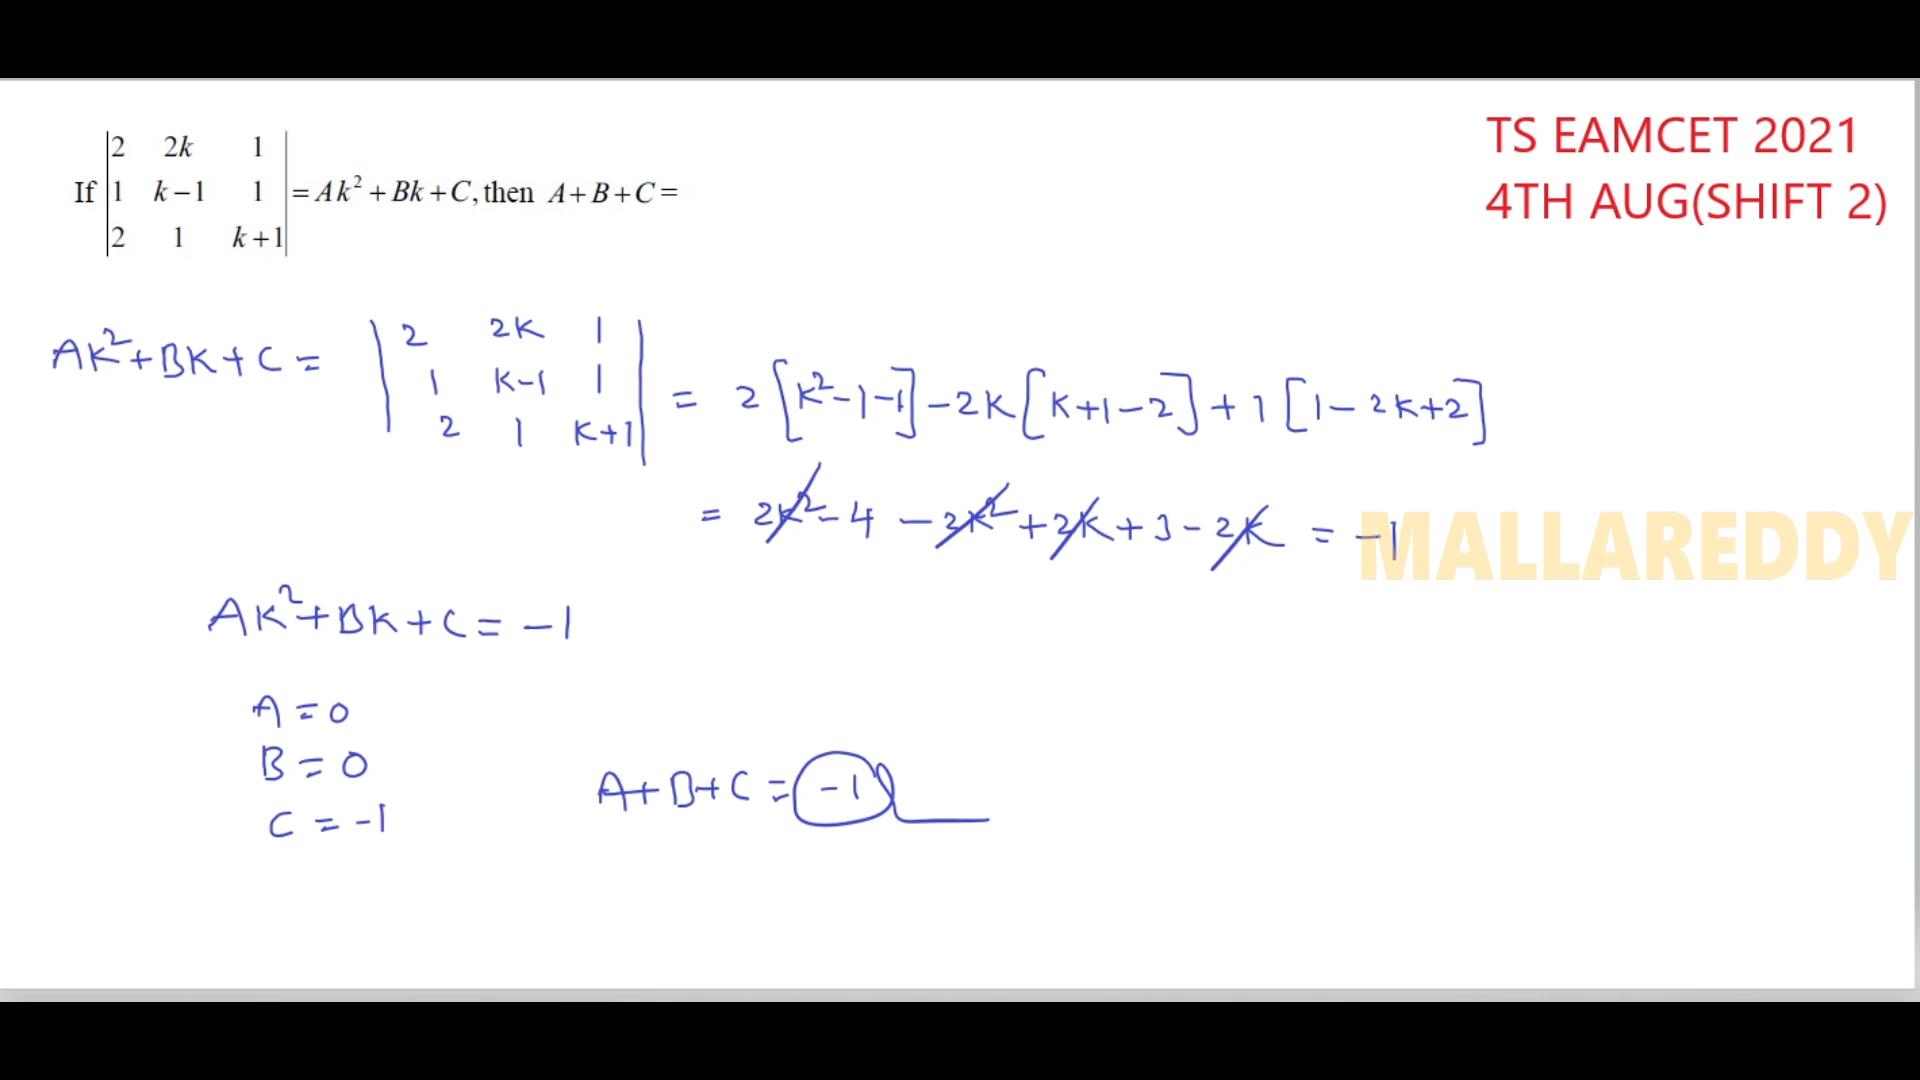 TS EAMCET 2021
4TH AUG(SHIFT 2)
2 2k 1
If 1 k−1 1 = Ak² + Bk + C, then A + B + C =
2 1 k+1
AK²+BK+C = | 2 2K 1
1 K-1 1
2 1 K+1 | = 2[K²-1-1] - 2K[K+1-2] + 1[1-2K+2]
= 2K² - 4 - 2K² + 2K + 3 - 2K = -1
MALLAREDDY
AK²+BK+C = -1
A = 0
B = 0
C = -1
A+B+C = -1